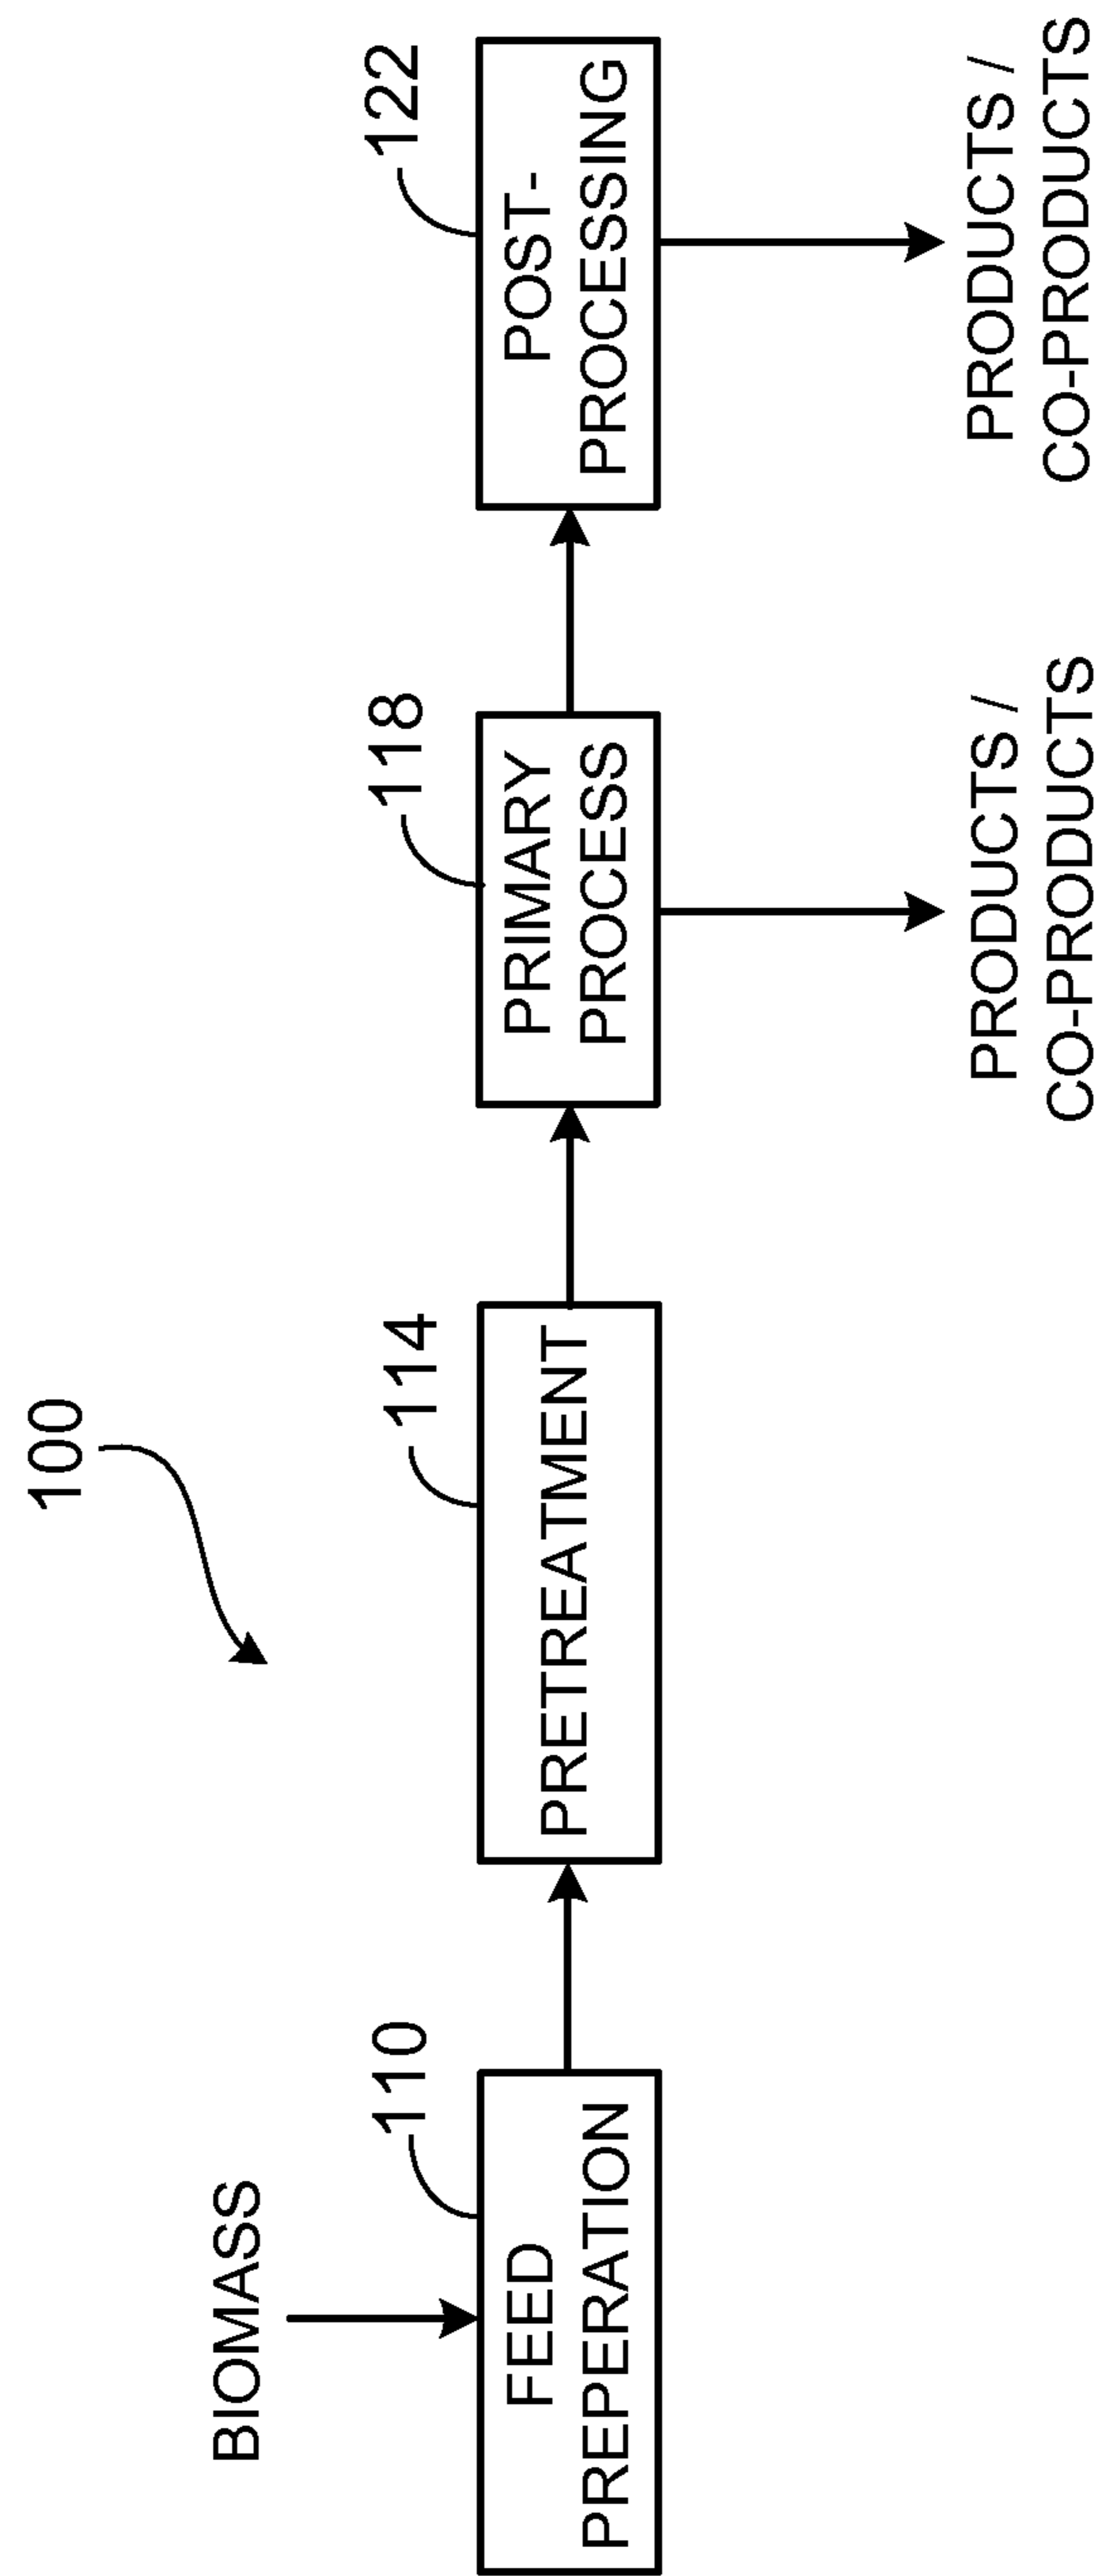 100
BIOMASS
110
FEED
PREPERATION
114
PRETREATMENT
118
PRIMARY
PROCESS
122
POST-
PROCESSING
PRODUCTS /
CO-PRODUCTS
PRODUCTS /
CO-PRODUCTS